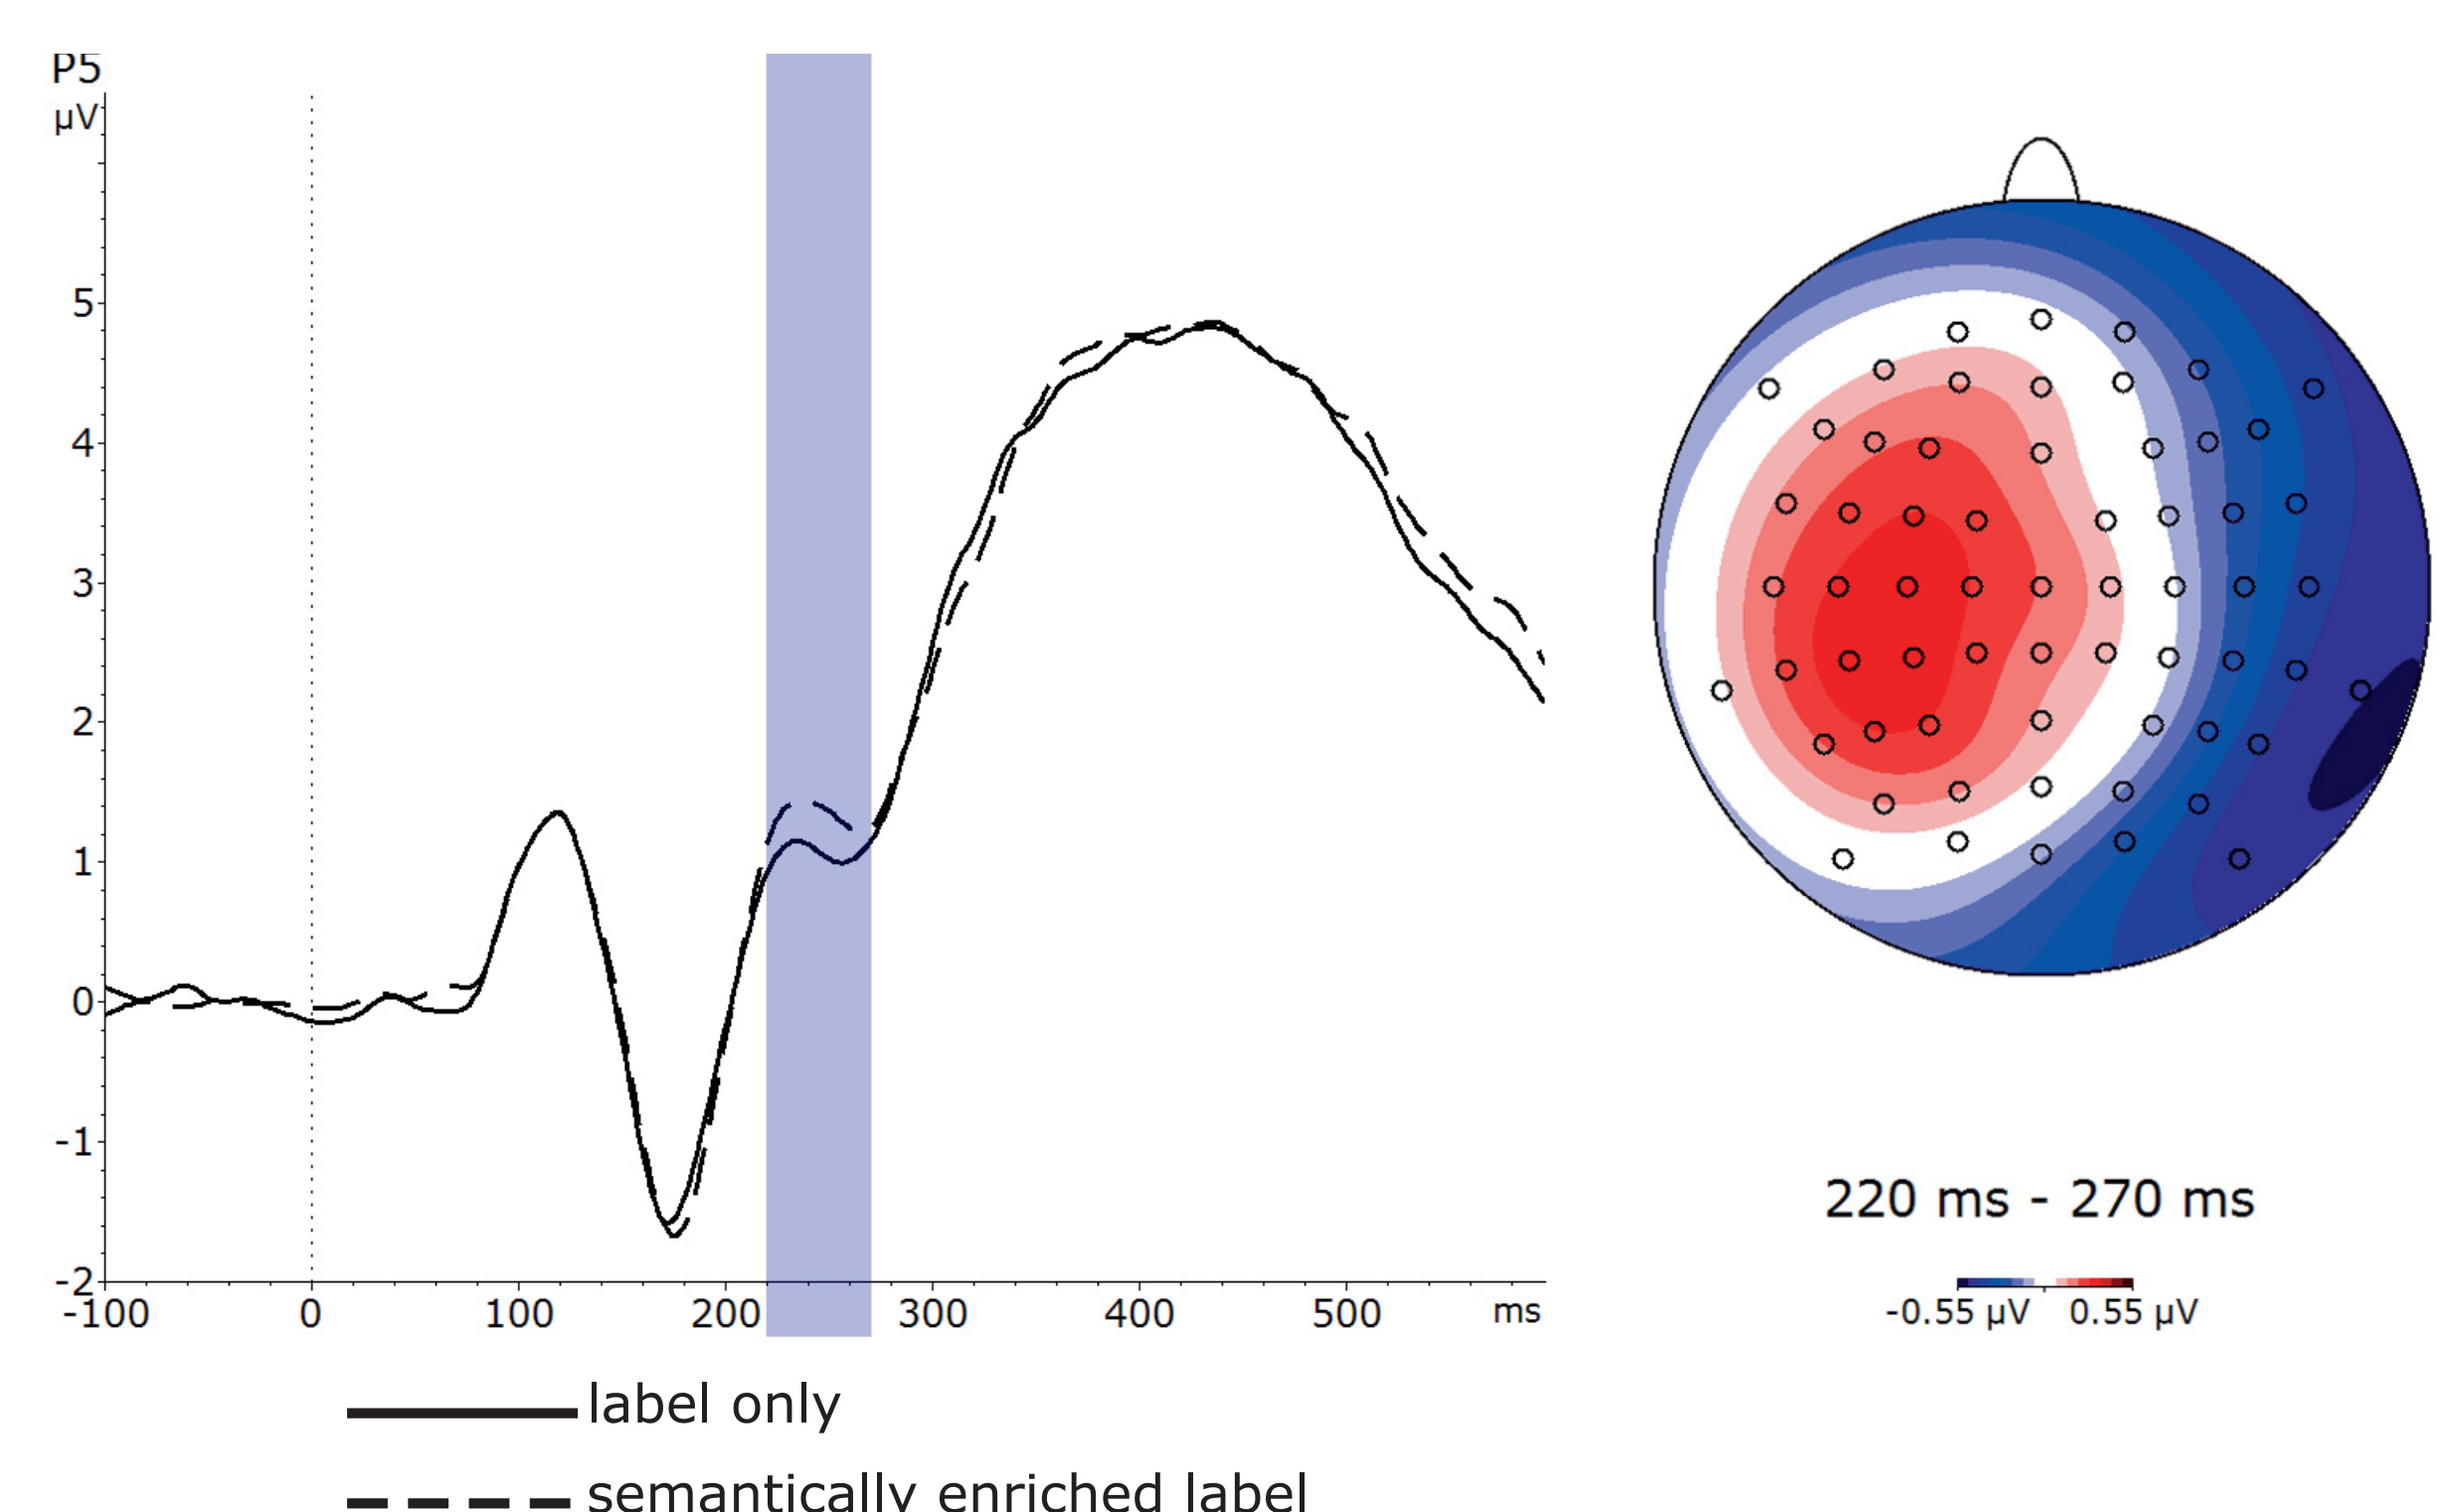 P5
µV
5
4
3
2
1
0
-1
-2
-100 0 100 200 300 400 500 ms
label only
semantically enriched label
220 ms - 270 ms
-0.55 µV 0.55 µV